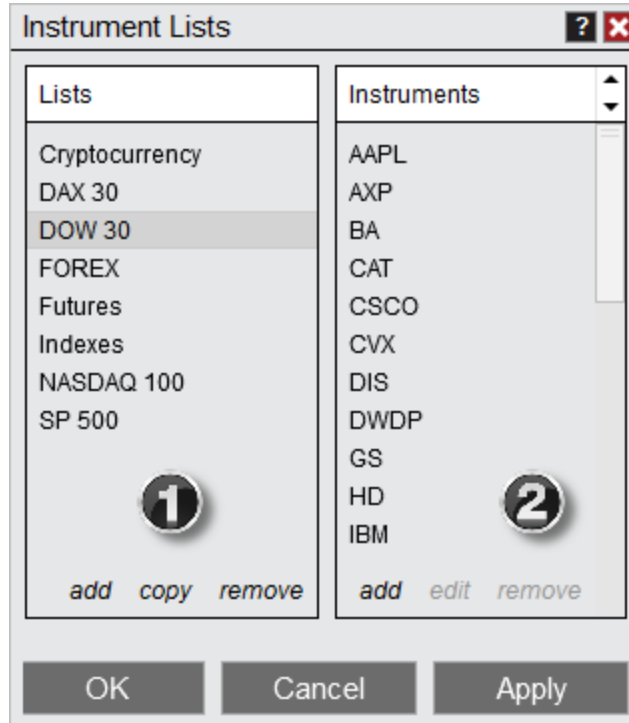 Instrument Lists ?
Lists
Cryptocurrency
DAX 30
DOW 30
FOREX
Futures
Indexes
NASDAQ 100
SP 500
1
add copy remove
Instruments
AAPL
AXP
BA
CAT
CSCO
CVX
DIS
DWDP
GS
HD
IBM
2
add edit remove
OK Cancel Apply